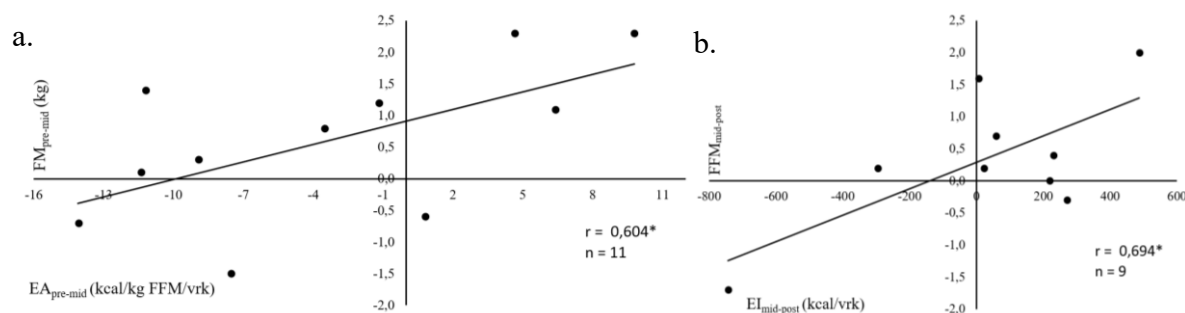 a.
2,5
2,0
1,5
1,0
0,5
0,0
-0,5
-1,0
-1,5
-2,0
-16 -13 -10 -7 -4 -1 2 5 8 11
FMpre-mid (kg)
EApre-mid (kcal/kg FFM/vrk)
r = 0,604*
n = 11
b.
2,5
2,0
1,5
1,0
0,5
0,0
-0,5
-1,0
-1,5
-2,0
-800 -600 -400 -200 0 200 400 600
FFMmid-post
EImid-post (kcal/vrk)
r = 0,694*
n = 9